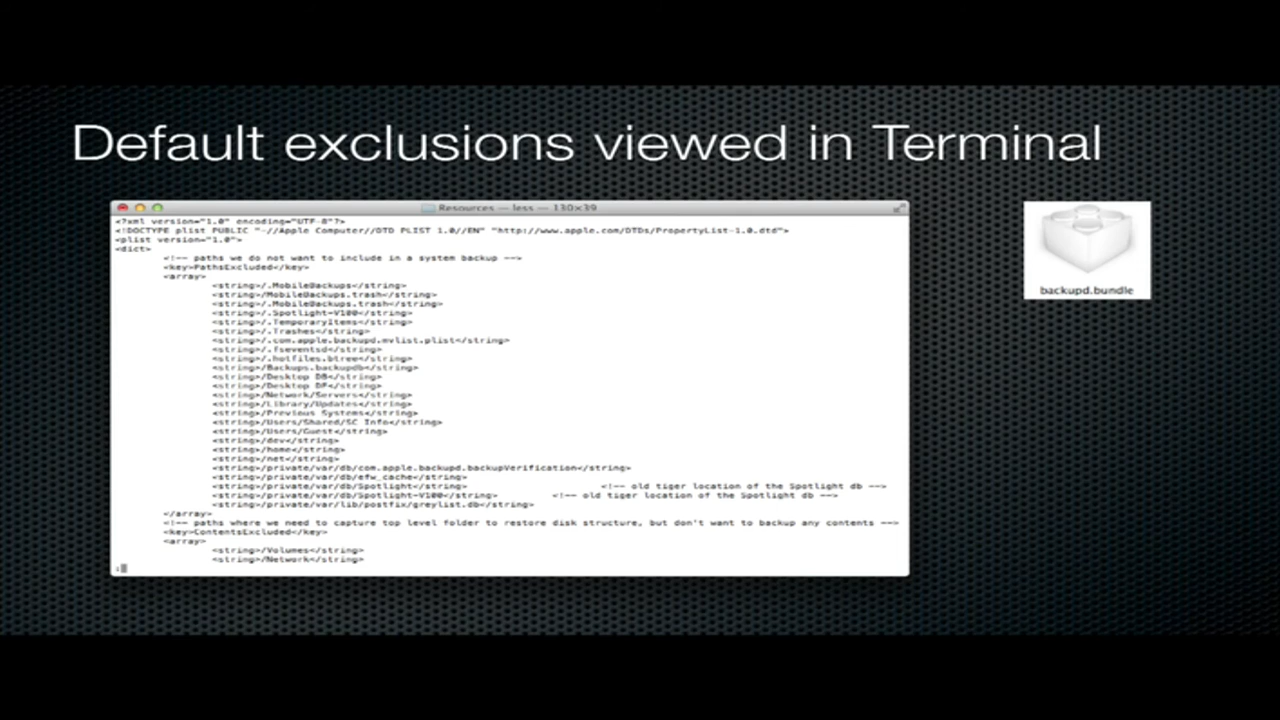 Default exclusions viewed in Terminal
Resources — less — 130×39
<?xml version="1.0" encoding="UTF-8"?>
<!DOCTYPE plist PUBLIC "-//Apple Computer//DTD PLIST 1.0//EN" "http://www.apple.com/DTDs/PropertyList-1.0.dtd">
<plist version="1.0">
<dict>
<!-- paths we do not want to include in a system backup -->
<key>PathsExcluded</key>
<array>
<string>/.MobileBackups</string>
<string>/MobileBackups.trash</string>
<string>/.MobileBackups.trash</string>
<string>/.Spotlight-V100</string>
<string>/.TemporaryItems</string>
<string>/.Trashes</string>
<string>/.com.apple.backupd.mvlist.plist</string>
<string>/.fseventsd</string>
<string>/.hotfiles.btree</string>
<string>/Backups.backupdb</string>
<string>/Desktop DB</string>
<string>/Desktop DF</string>
<string>/Network/Servers</string>
<string>/Library/Updates</string>
<string>/Previous Systems</string>
<string>/Users/Shared/SC Info</string>
<string>/Users/Guest</string>
<string>/dev</string>
<string>/home</string>
<string>/net</string>
<string>/private/var/db/com.apple.backupd.backupVerification</string>
<string>/private/var/db/efw_cache</string>
<string>/private/var/db/Spotlight</string> <!-- old tiger location of the Spotlight db -->
<string>/private/var/db/Spotlight-V100</string> <!-- old tiger location of the Spotlight db -->
<string>/private/var/lib/postfix/greylist.db</string>
</array>
<!-- paths where we need to capture top level folder to restore disk structure, but don't want to backup any contents -->
<key>ContentsExcluded</key>
<array>
<string>/Volumes</string>
<string>/Network</string>
:
backupd.bundle